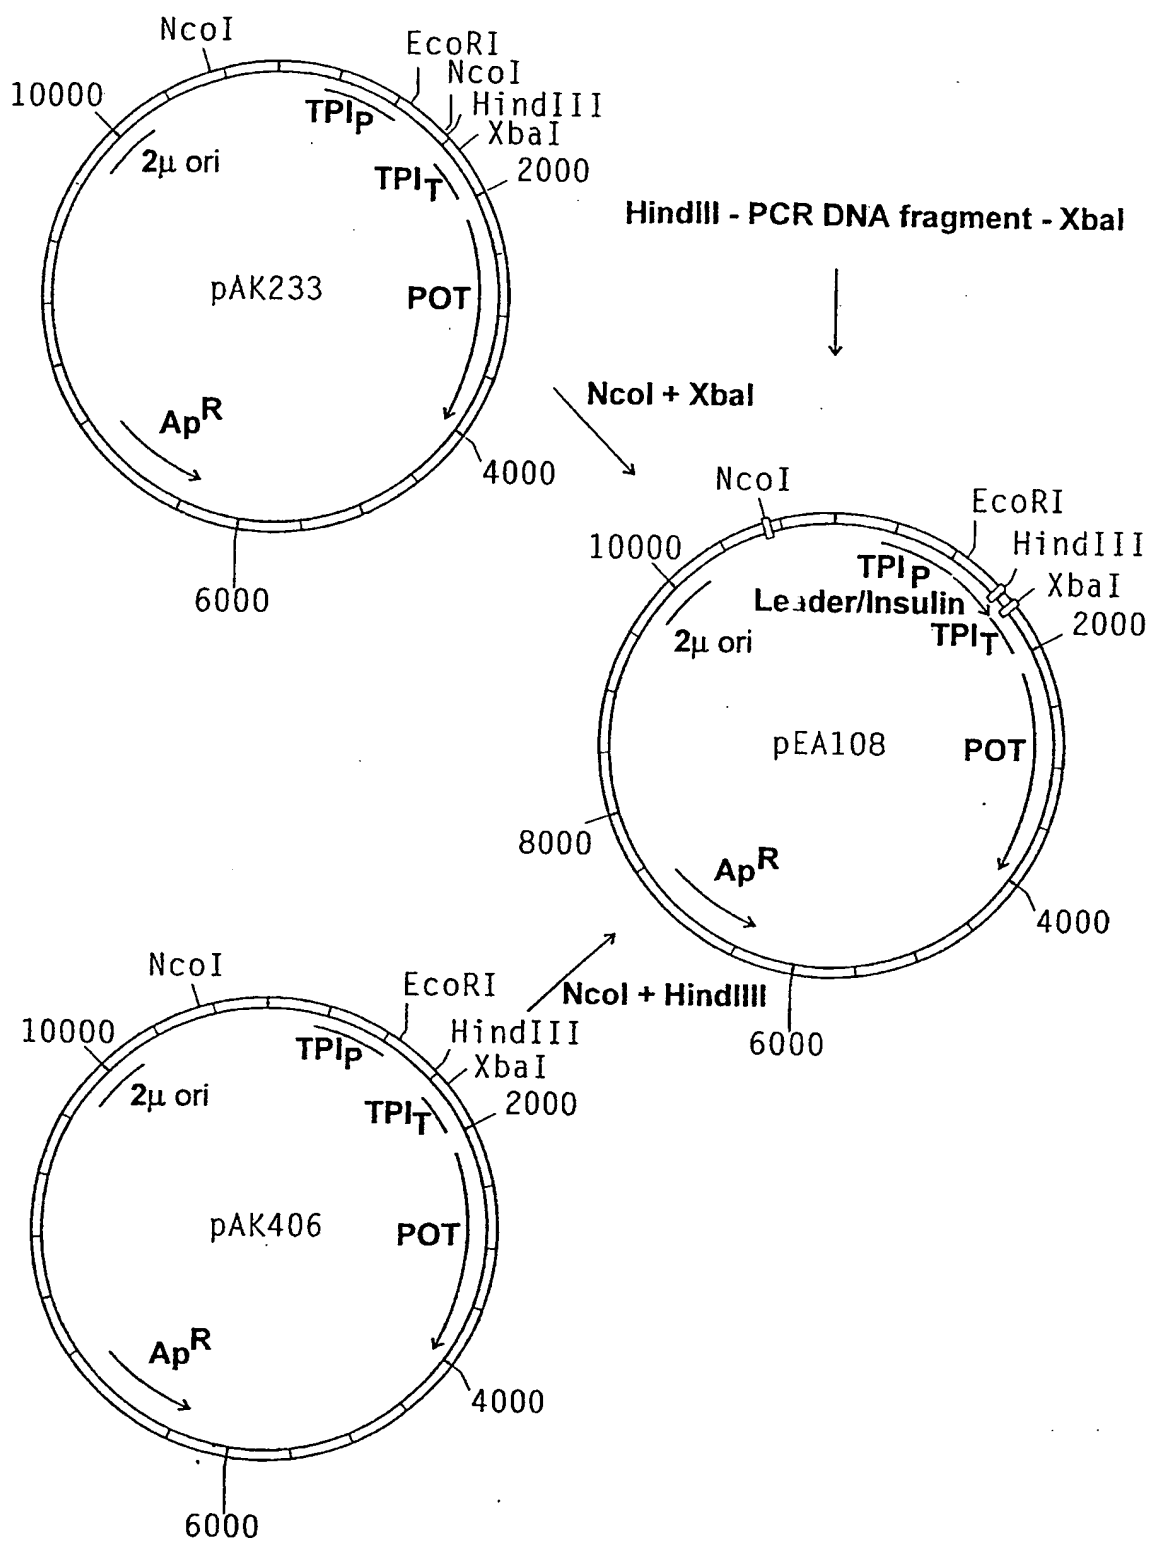 NcoI
EcoRI
NcoI
HindIII
XbaI
10000
TPIP
2µ ori
TPIT
2000
HindIII - PCR DNA fragment - XbaI
pAK233
POT
NcoI + XbaI
ApR
4000
6000
NcoI
EcoRI
HindIII
XbaI
10000
TPIP
Leader/Insulin
TPIT
2000
2µ ori
pEA108
POT
8000
ApR
4000
6000
NcoI
EcoRI
NcoI + HindIIII
HindIII
XbaI
10000
TPIP
2µ ori
TPIT
2000
pAK406
POT
ApR
4000
6000